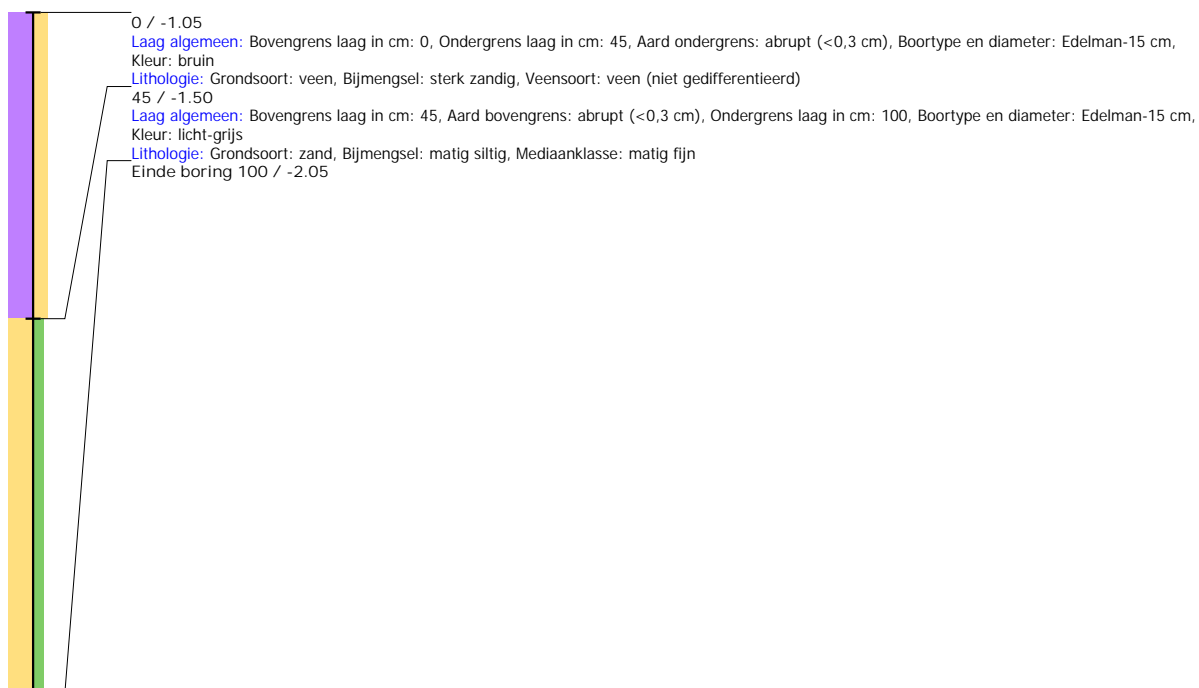 0 / -1.05
Laag algemeen: Bovengrens laag in cm: 0, Ondergrens laag in cm: 45, Aard ondergrens: abrupt (<0,3 cm), Boortype en diameter: Edelman-15 cm,
Kleur: bruin
Lithologie: Grondsoort: veen, Bijmengsel: sterk zandig, Veensoort: veen (niet gedifferentieerd)
45 / -1.50
Laag algemeen: Bovengrens laag in cm: 45, Aard bovengrens: abrupt (<0,3 cm), Ondergrens laag in cm: 100, Boortype en diameter: Edelman-15 cm,
Kleur: licht-grijs
Lithologie: Grondsoort: zand, Bijmengsel: matig siltig, Mediaanklasse: matig fijn
Einde boring 100 / -2.05